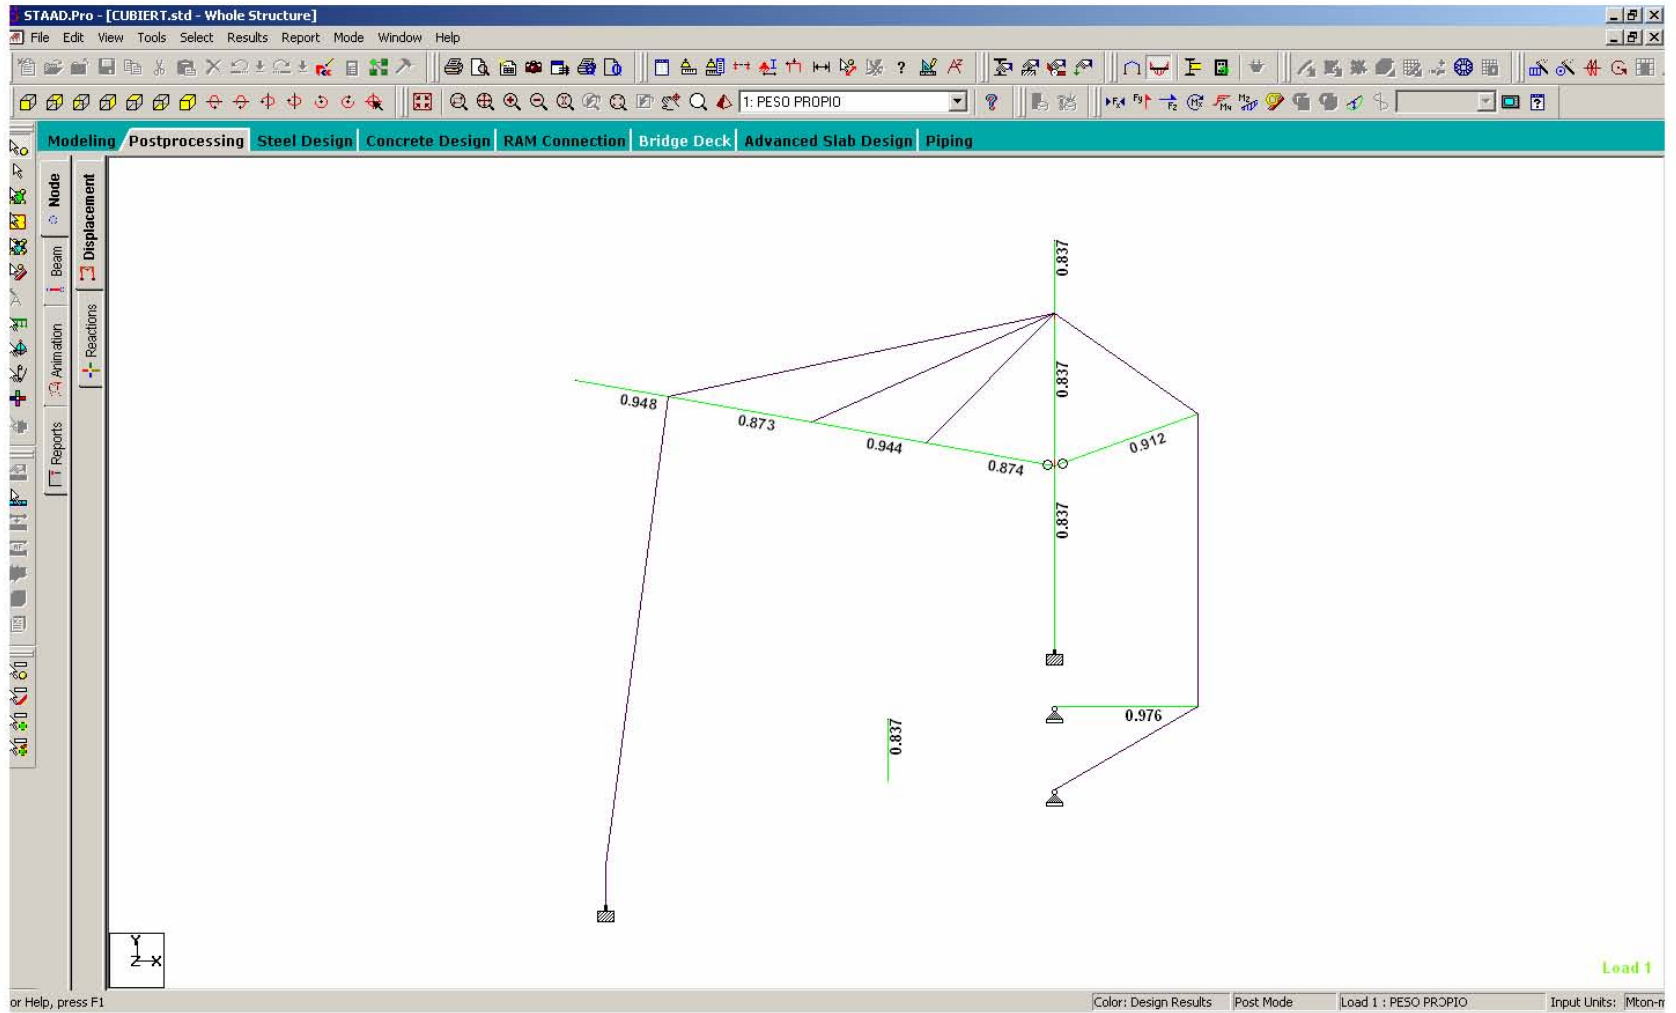 STAAD.Pro - [CUBIERT.std - Whole Structure]
File Edit View Tools Select Results Report Mode Window Help
1: PESO PROPIO
Modeling Postprocessing Steel Design Concrete Design RAM Connection Bridge Deck Advanced Slab Design Piping
Node
Beam
Animation
Reports
Displacement
Reactions
0.837
0.837
0.948
0.873
0.944
0.874
0.912
0.837
0.976
0.837
Y
Z X
Load 1
or Help, press F1
Color: Design Results Post Mode Load 1 : PESO PROPIO Input Units: Mton-m